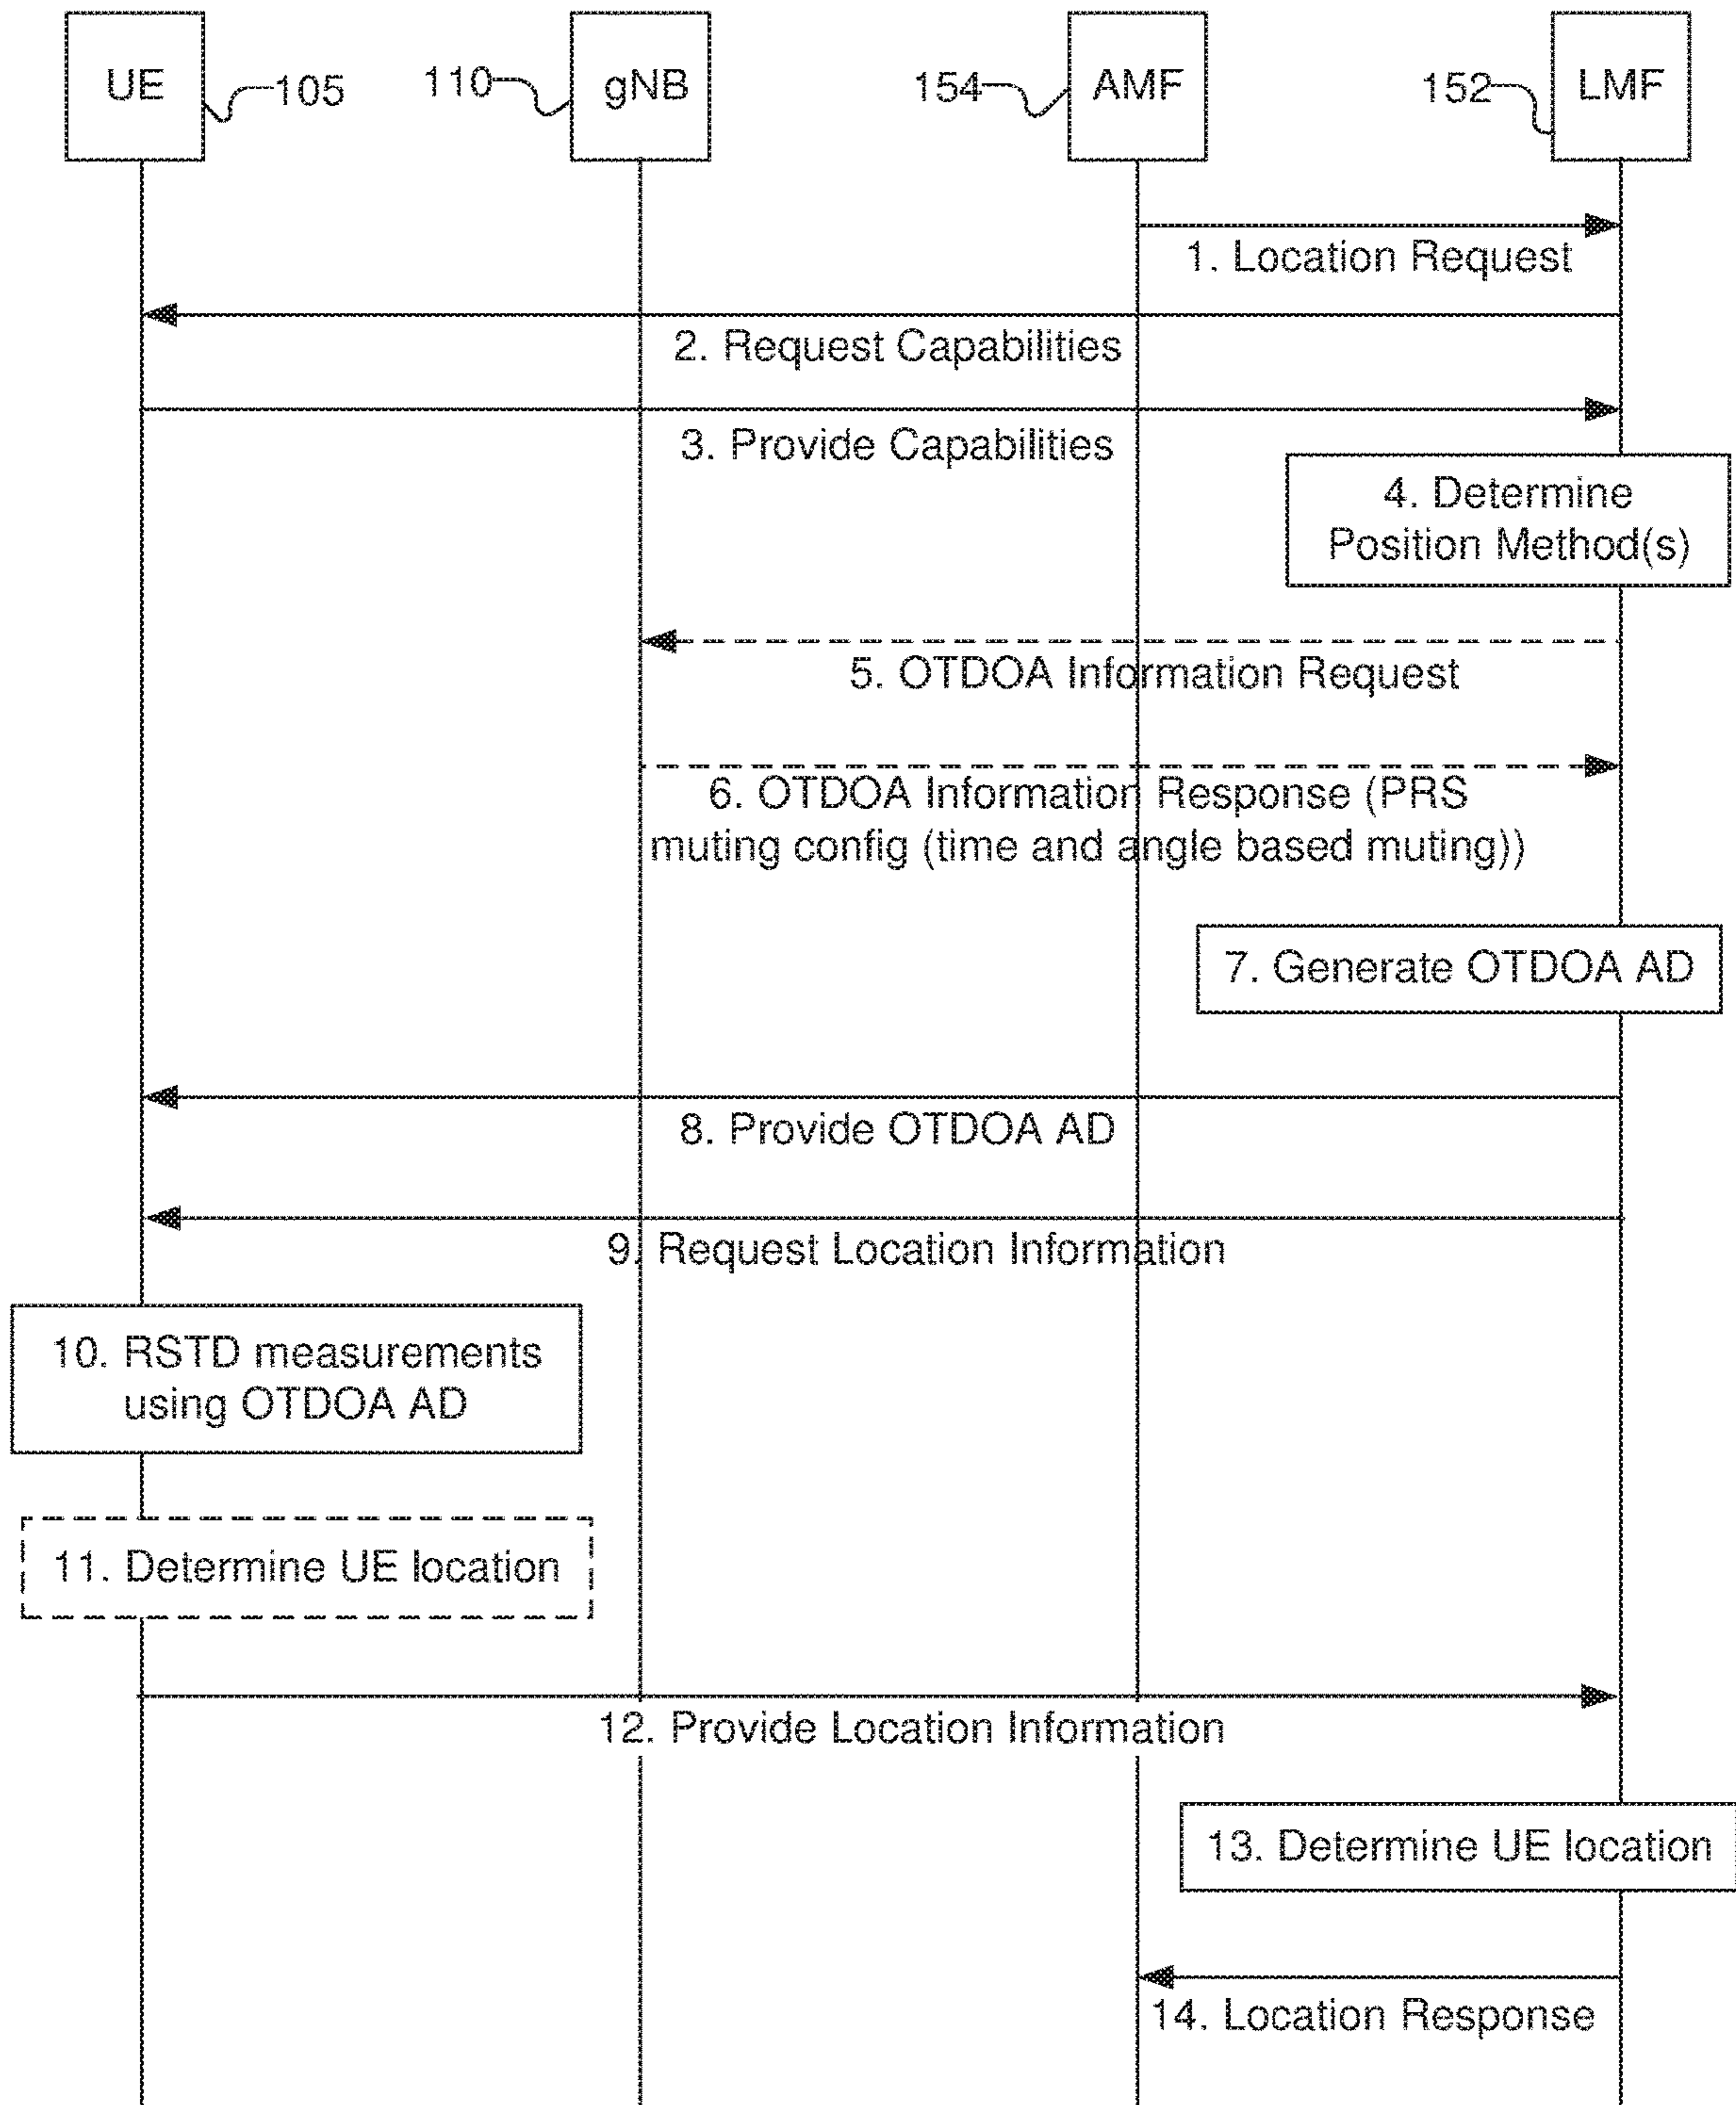 UE
105
110
gNB
154
AMF
152
LMF
1. Location Request
2. Request Capabilities
3. Provide Capabilities
4. Determine
Position Method(s)
5. OTDOA Information Request
6. OTDOA Information Response (PRS
muting config (time and angle based muting))
7. Generate OTDOA AD
8. Provide OTDOA AD
9. Request Location Information
10. RSTD measurements
using OTDOA AD
11. Determine UE location
12. Provide Location Information
13. Determine UE location
14. Location Response